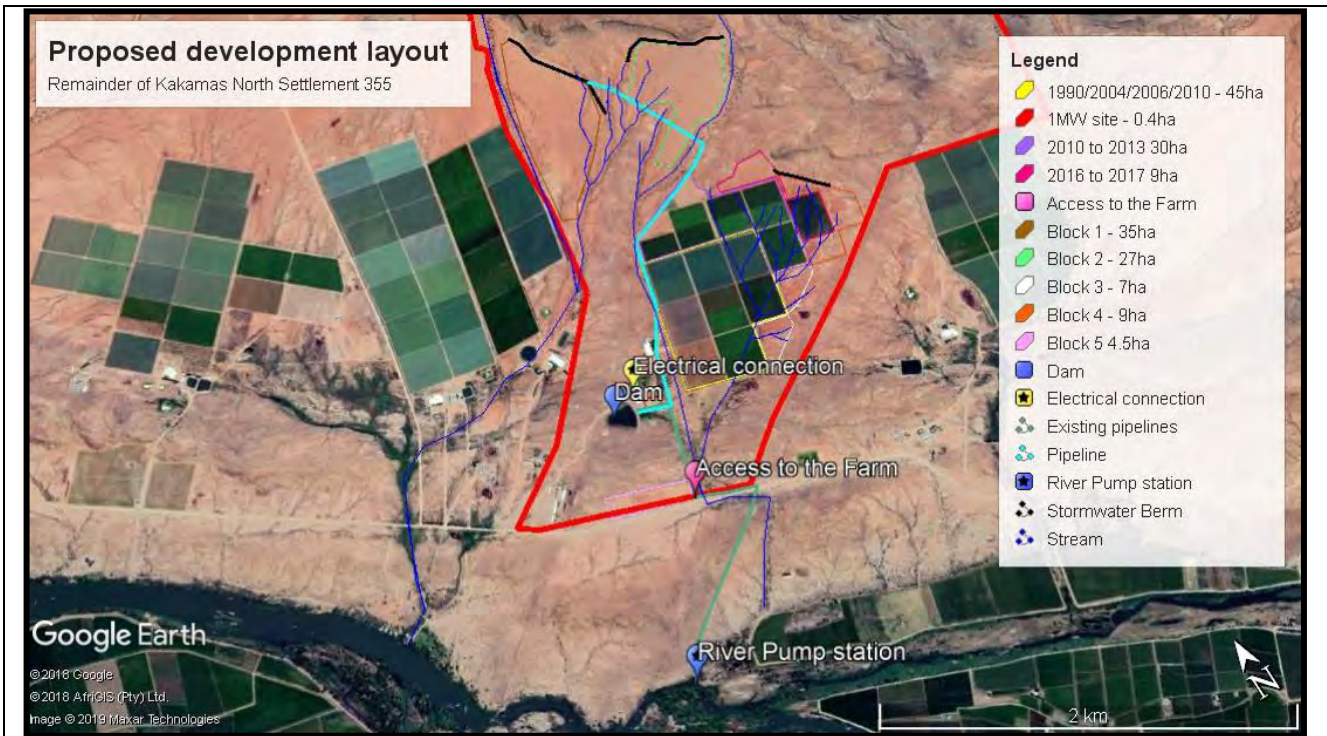 Proposed development layout
Remainder of Kakamas North Settlement 355
Legend
1990/2004/2006/2010 - 45ha
1MW site - 0.4ha
2010 to 2013 30ha
2016 to 2017 9ha
Access to the Farm
Block 1 - 35ha
Block 2 - 27ha
Block 3 - 7ha
Block 4 - 9ha
Block 5 4.5ha
Dam
Electrical connection
Existing pipelines
Pipeline
River Pump station
Stormwater Berm
Stream
Electrical connection
Dam
Access to the Farm
River Pump station
Google Earth
©2018 Google
©2018 AfriGIS (Pty) Ltd.
Image © 2019 Maxar Technologies
N
2 km